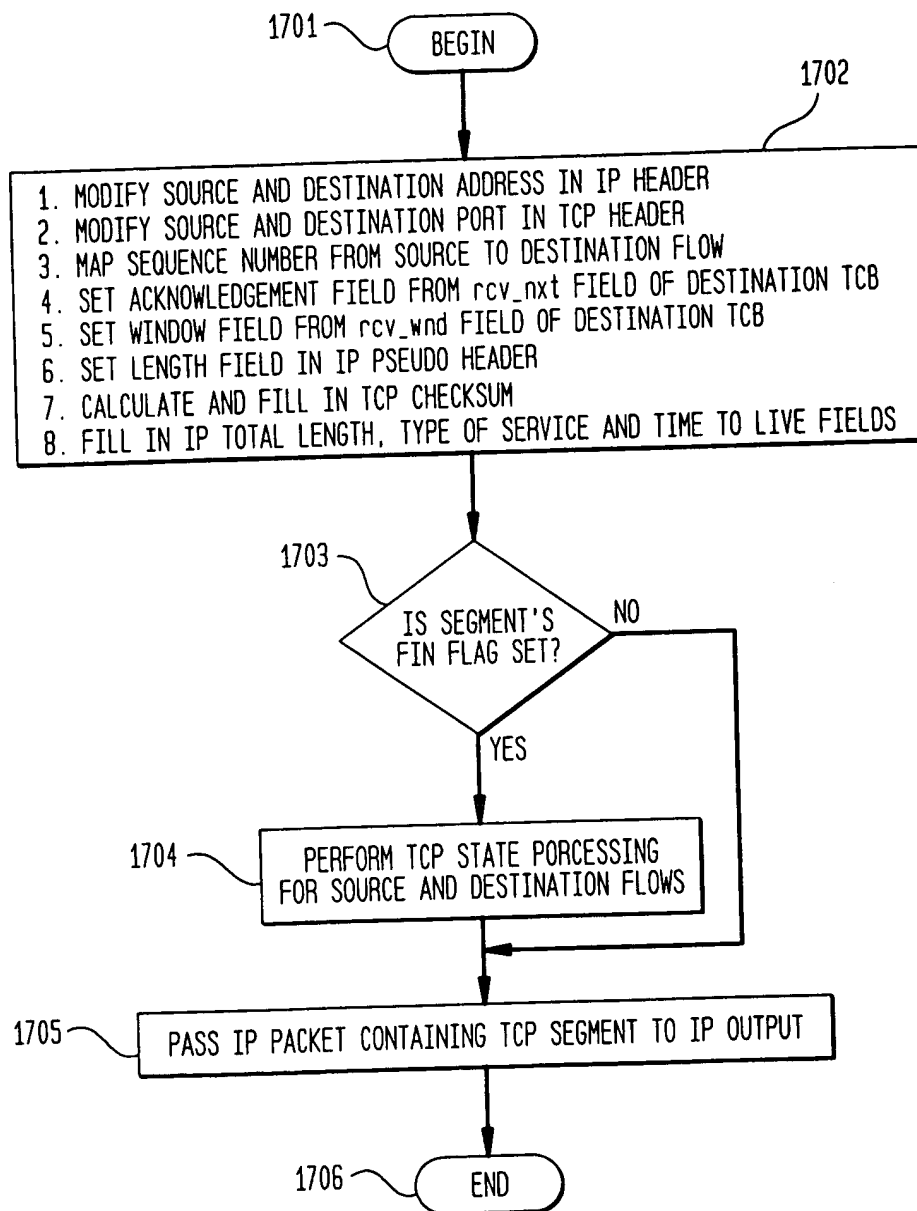 1701
BEGIN
1702
1. MODIFY SOURCE AND DESTINATION ADDRESS IN IP HEADER
2. MODIFY SOURCE AND DESTINATION PORT IN TCP HEADER
3. MAP SEQUENCE NUMBER FROM SOURCE TO DESTINATION FLOW
4. SET ACKNOWLEDGEMENT FIELD FROM rcv_nxt FIELD OF DESTINATION TCB
5. SET WINDOW FIELD FROM rcv_wnd FIELD OF DESTINATION TCB
6. SET LENGTH FIELD IN IP PSEUDO HEADER
7. CALCULATE AND FILL IN TCP CHECKSUM
8. FILL IN IP TOTAL LENGTH, TYPE OF SERVICE AND TIME TO LIVE FIELDS
1703
IS SEGMENT'S
FIN FLAG SET?
NO
YES
1704
PERFORM TCP STATE PORCESSING
FOR SOURCE AND DESTINATION FLOWS
1705
PASS IP PACKET CONTAINING TCP SEGMENT TO IP OUTPUT
1706
END